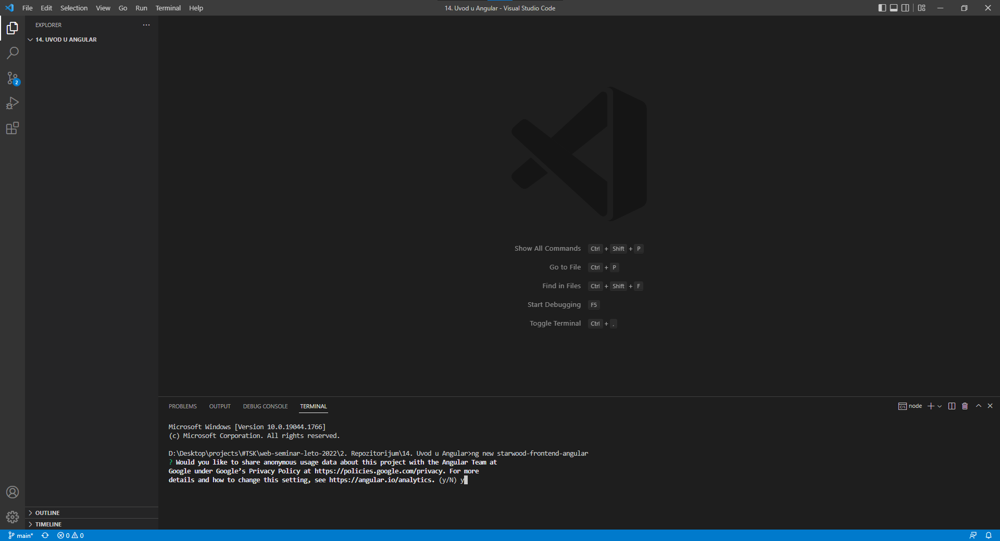 File Edit Selection View Go Run Terminal Help
14. Uvod u Angular - Visual Studio Code
EXPLORER
14. UVOD U ANGULAR
2
Show All Commands Ctrl + Shift + P
Go to File Ctrl + P
Find in Files Ctrl + Shift + F
Start Debugging F5
Toggle Terminal Ctrl + .
PROBLEMS OUTPUT DEBUG CONSOLE TERMINAL
node
Microsoft Windows [Version 10.0.19044.1766]
(c) Microsoft Corporation. All rights reserved.
D:\Desktop\projects\#TSK\web-seminar-leto-2022\2. Repozitorijum\14. Uvod u Angular>ng new starwood-frontend-angular
? Would you like to share anonymous usage data about this project with the Angular Team at
Google under Google’s Privacy Policy at https://policies.google.com/privacy. For more
details and how to change this setting, see https://angular.io/analytics. (y/N) y
OUTLINE
TIMELINE
main* 0 0